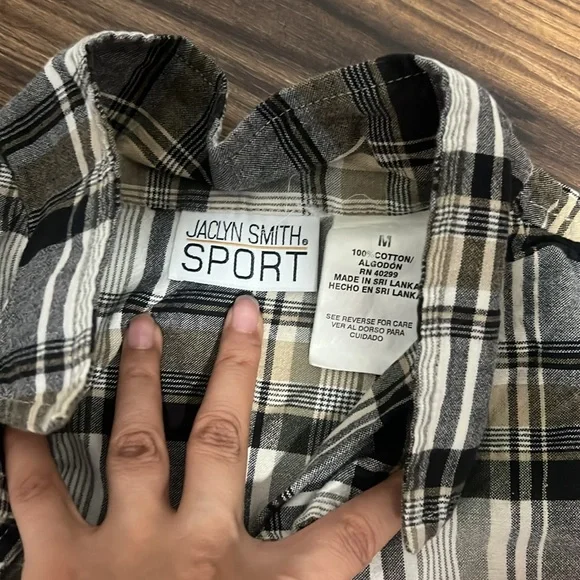 JACLYN SMITH®
SPORT
M
100% COTTON/
ALGODÓN
RN 40299
MADE IN SRI LANKA
HECHO EN SRI LANKA
SEE REVERSE FOR CARE
VER AL DORSO PARA
CUIDADO